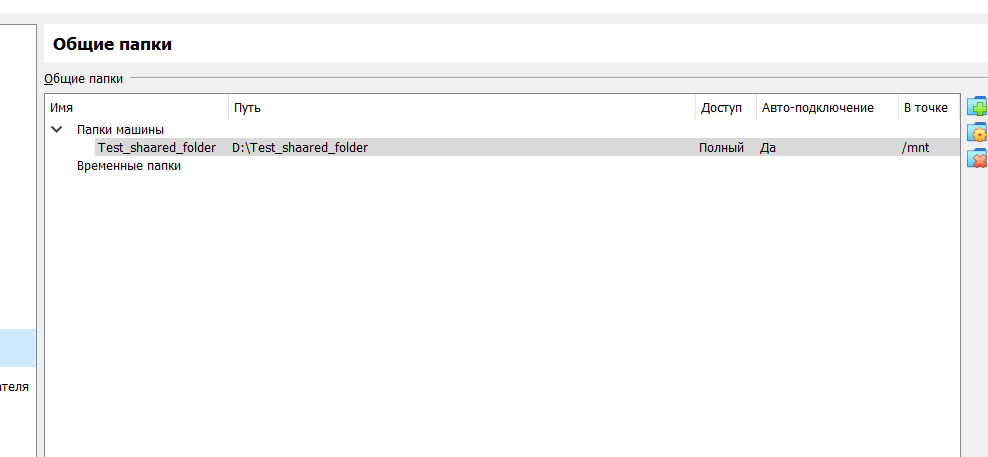 Общие папки
Общие папки
Имя Путь Доступ Авто-подключение В точке
Папки машины
Test_shaared_folder D:\Test_shaared_folder Полный Да /mnt
Временные папки
ателя